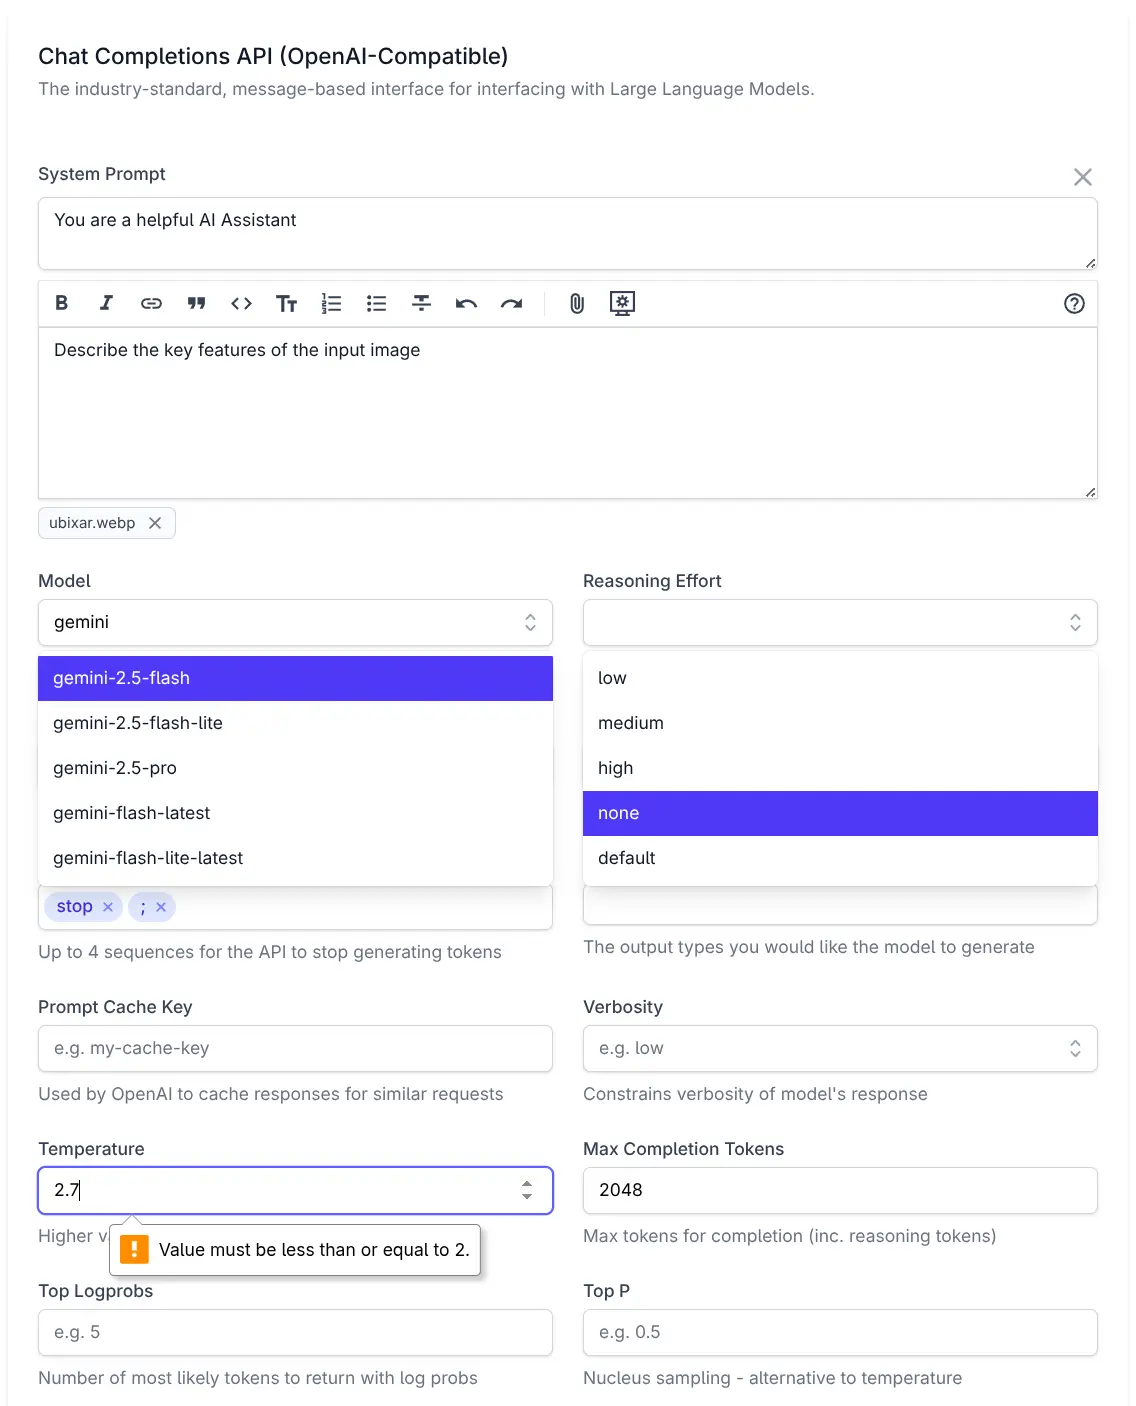 Chat Completions API (OpenAI-Compatible)
The industry-standard, message-based interface for interfacing with Large Language Models.
System Prompt
You are a helpful AI Assistant
Describe the key features of the input image
ubixar.webp
Model
gemini
gemini-2.5-flash
gemini-2.5-flash-lite
gemini-2.5-pro
gemini-flash-latest
gemini-flash-lite-latest
Reasoning Effort
low
medium
high
none
default
stop
;
Up to 4 sequences for the API to stop generating tokens
The output types you would like the model to generate
Prompt Cache Key
e.g. my-cache-key
Used by OpenAI to cache responses for similar requests
Verbosity
e.g. low
Constrains verbosity of model's response
Temperature
2.7
Higher
Value must be less than or equal to 2.
Max Completion Tokens
2048
Max tokens for completion (inc. reasoning tokens)
Top Logprobs
e.g. 5
Number of most likely tokens to return with log probs
Top P
e.g. 0.5
Nucleus sampling - alternative to temperature